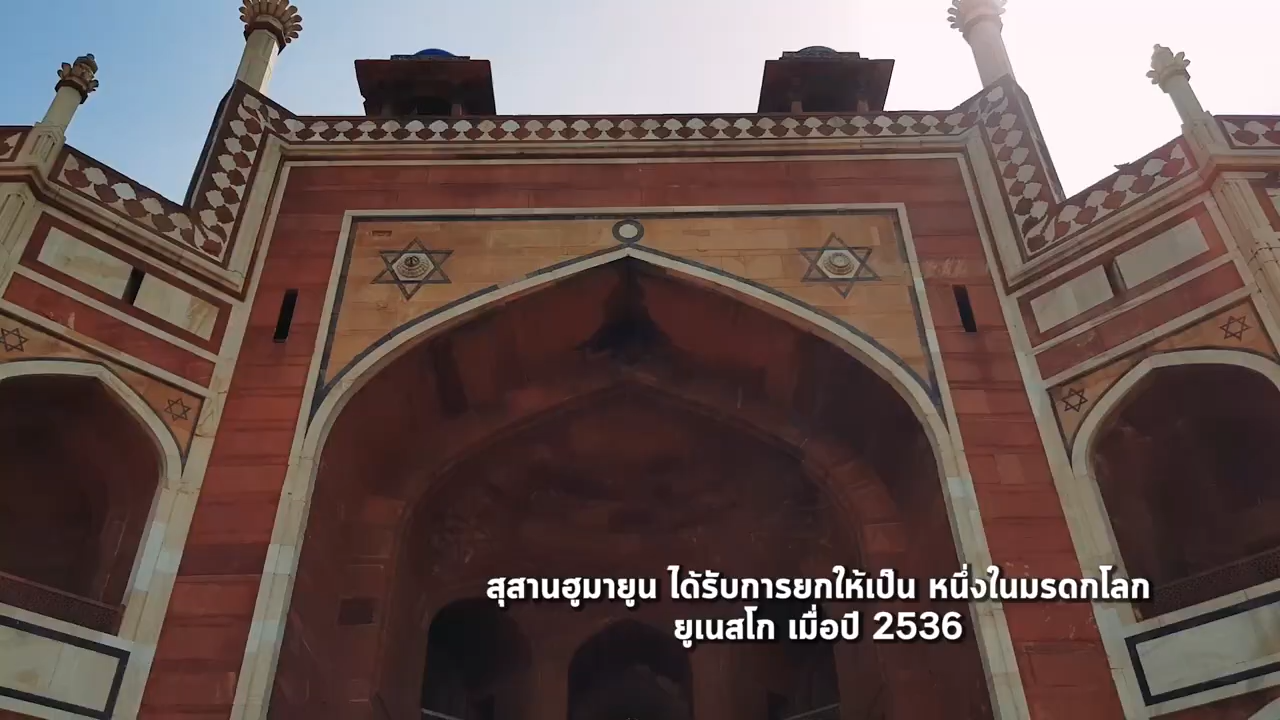 สุสานฮูมายูน ได้รับการยกให้เป็น หนึ่งในมรดกโลก
ยูเนสโก เมื่อปี 2536